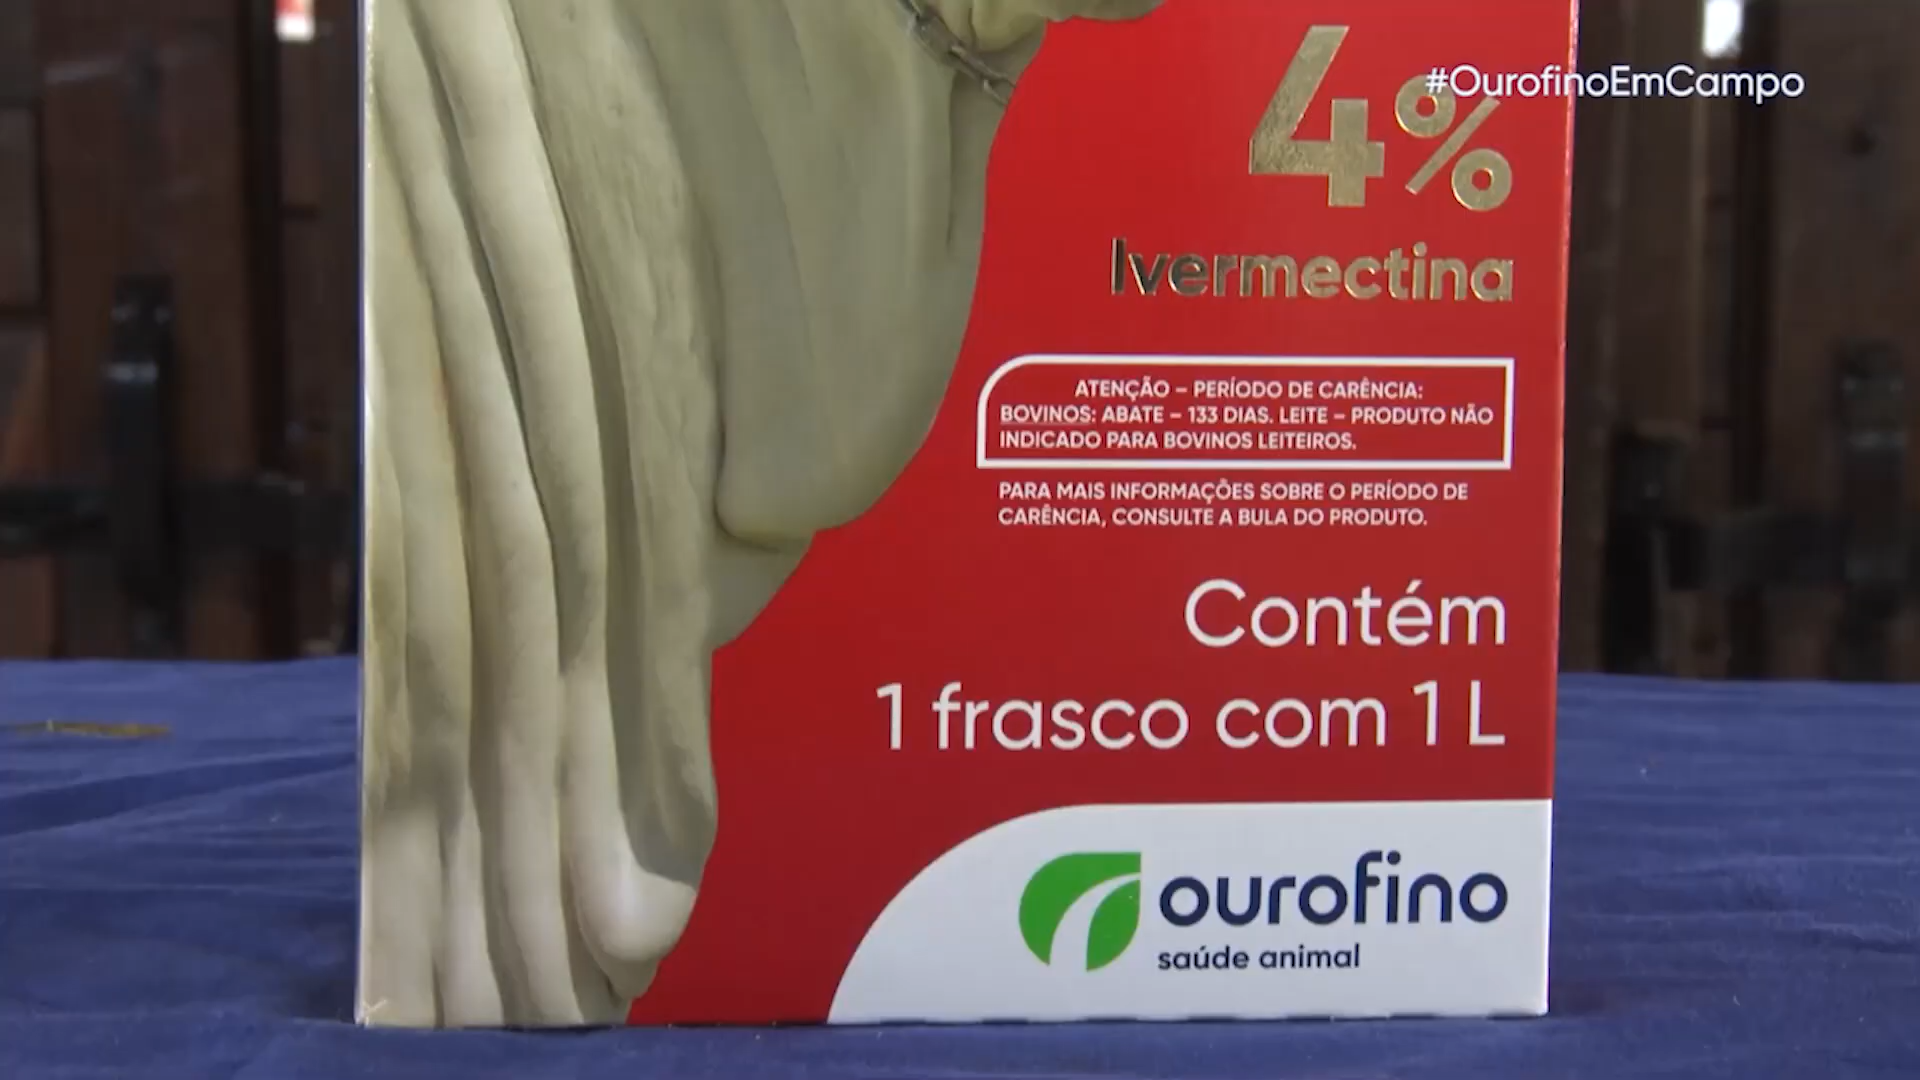 #OurofinoEmCampo
4%
Ivermectina
ATENÇÃO – PERÍODO DE CARÊNCIA:
BOVINOS: ABATE – 133 DIAS. LEITE – PRODUTO NÃO
INDICADO PARA BOVINOS LEITEIROS.
PARA MAIS INFORMAÇÕES SOBRE O PERÍODO DE
CARÊNCIA, CONSULTE A BULA DO PRODUTO.
Contém
1 frasco com 1 L
ourofino
saúde animal